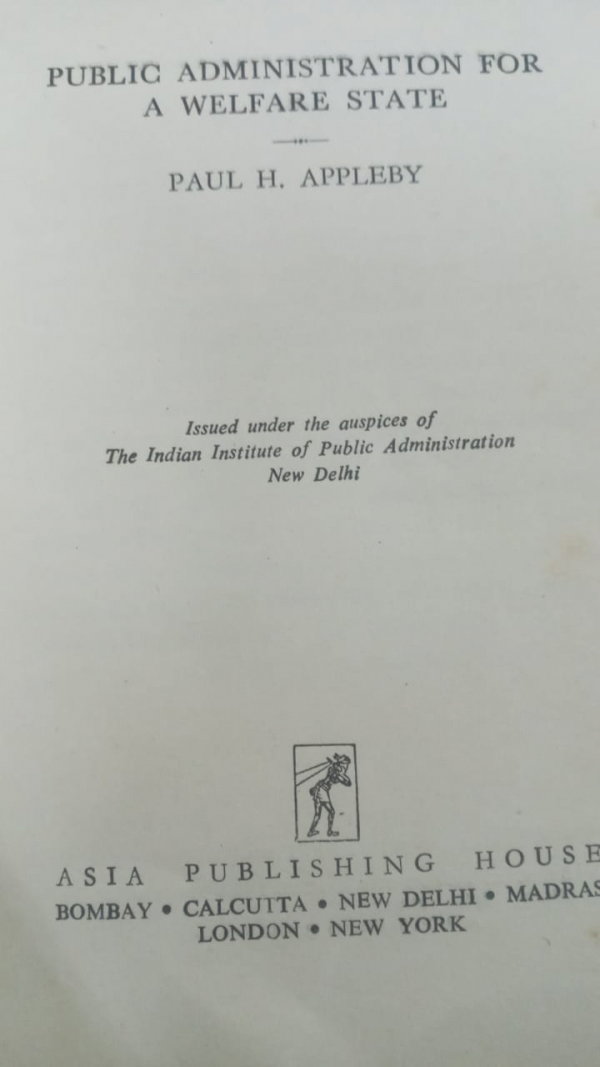 PUBLIC ADMINISTRATION FOR
A WELFARE STATE
PAUL H. APPLEBY
Issued under the auspices of
The Indian Institute of Public Administration
New Delhi
ASIA PUBLISHING HOUSE
BOMBAY • CALCUTTA • NEW DELHI • MADRAS
LONDON • NEW YORK